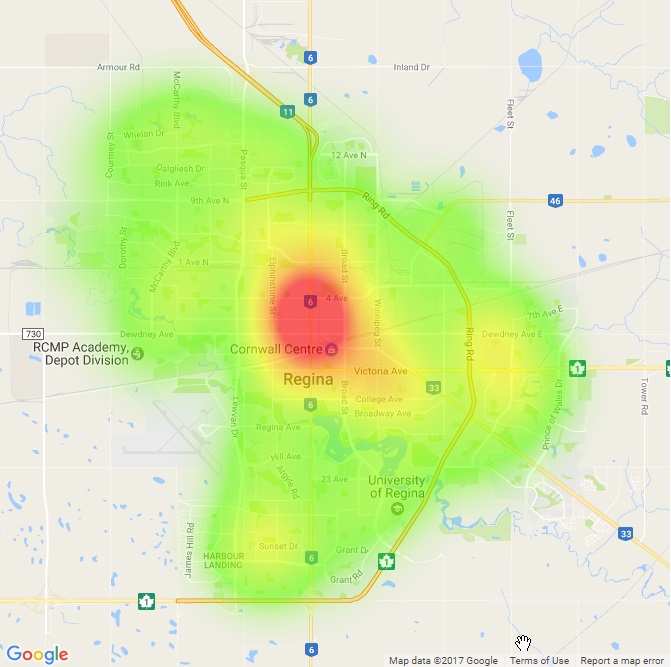 6
Armour Rd
Inland Dr
McCarthy Blvd
6
11
Fleet St
Whelan Dr
Courtney St
Pasqua St
12 Ave N
Dalgliesh Dr
Rink Ave
9th Ave N
Ring Rd
46
Fleet St
Dorothy St
McCarthy Blvd
1 Ave N
Elphinstone St
Broad St
6
4 Ave
Winnipeg St
7th Ave E
730
Dewdney Ave
Ring Rd
Dewdney Ave E
RCMP Academy,
Depot Division
Cornwall Centre
Regina
Victoria Ave
1
Tower Rd
Prince of Wales Dr
33
Broad St
College Ave
Broadway Ave
6
Lewvan Dr
Regina Ave
Hill Ave
Argyle Rd
23 Ave
University
of Regina
James Hill Rd
33
Sunset Dr
HARBOUR
LANDING
6
Grant Dr
1
Grant Rd
1
6
Google
Map data ©2017 Google
Terms of Use
Report a map error